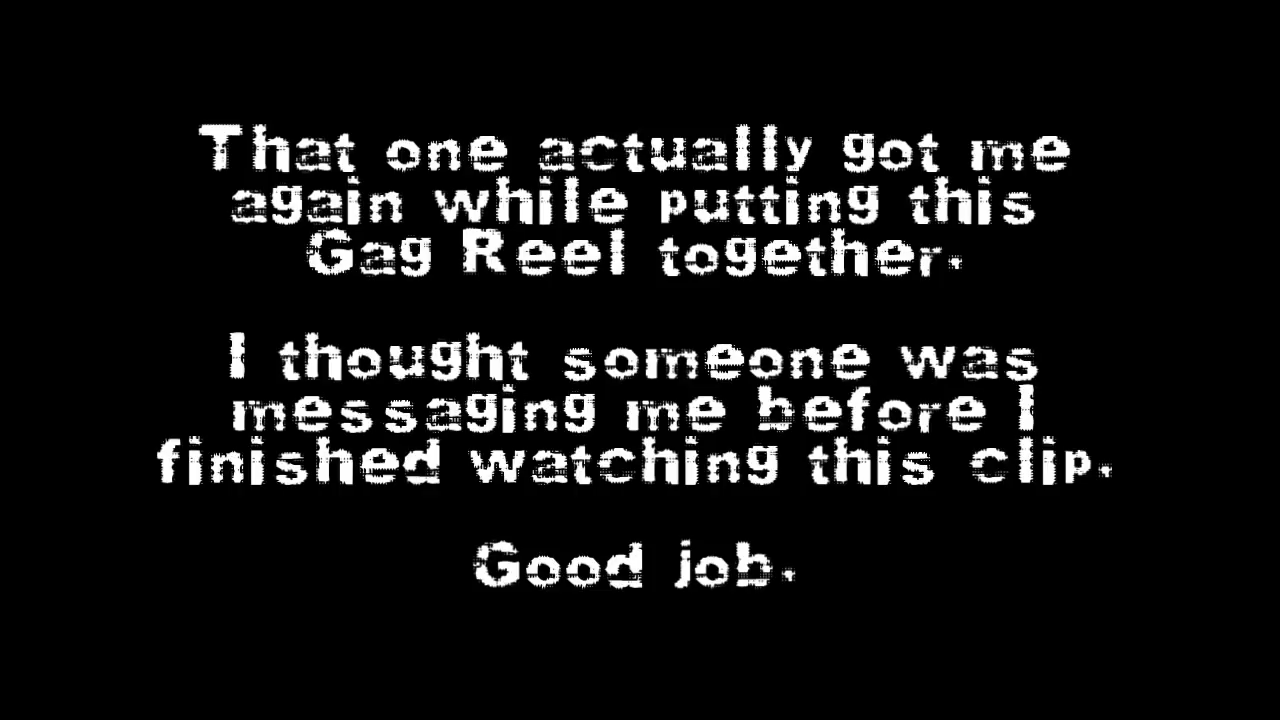 That one actually got me
again while putting this
Gag Reel together.
I thought someone was
messaging me before I
finished watching this clip.
Good job.